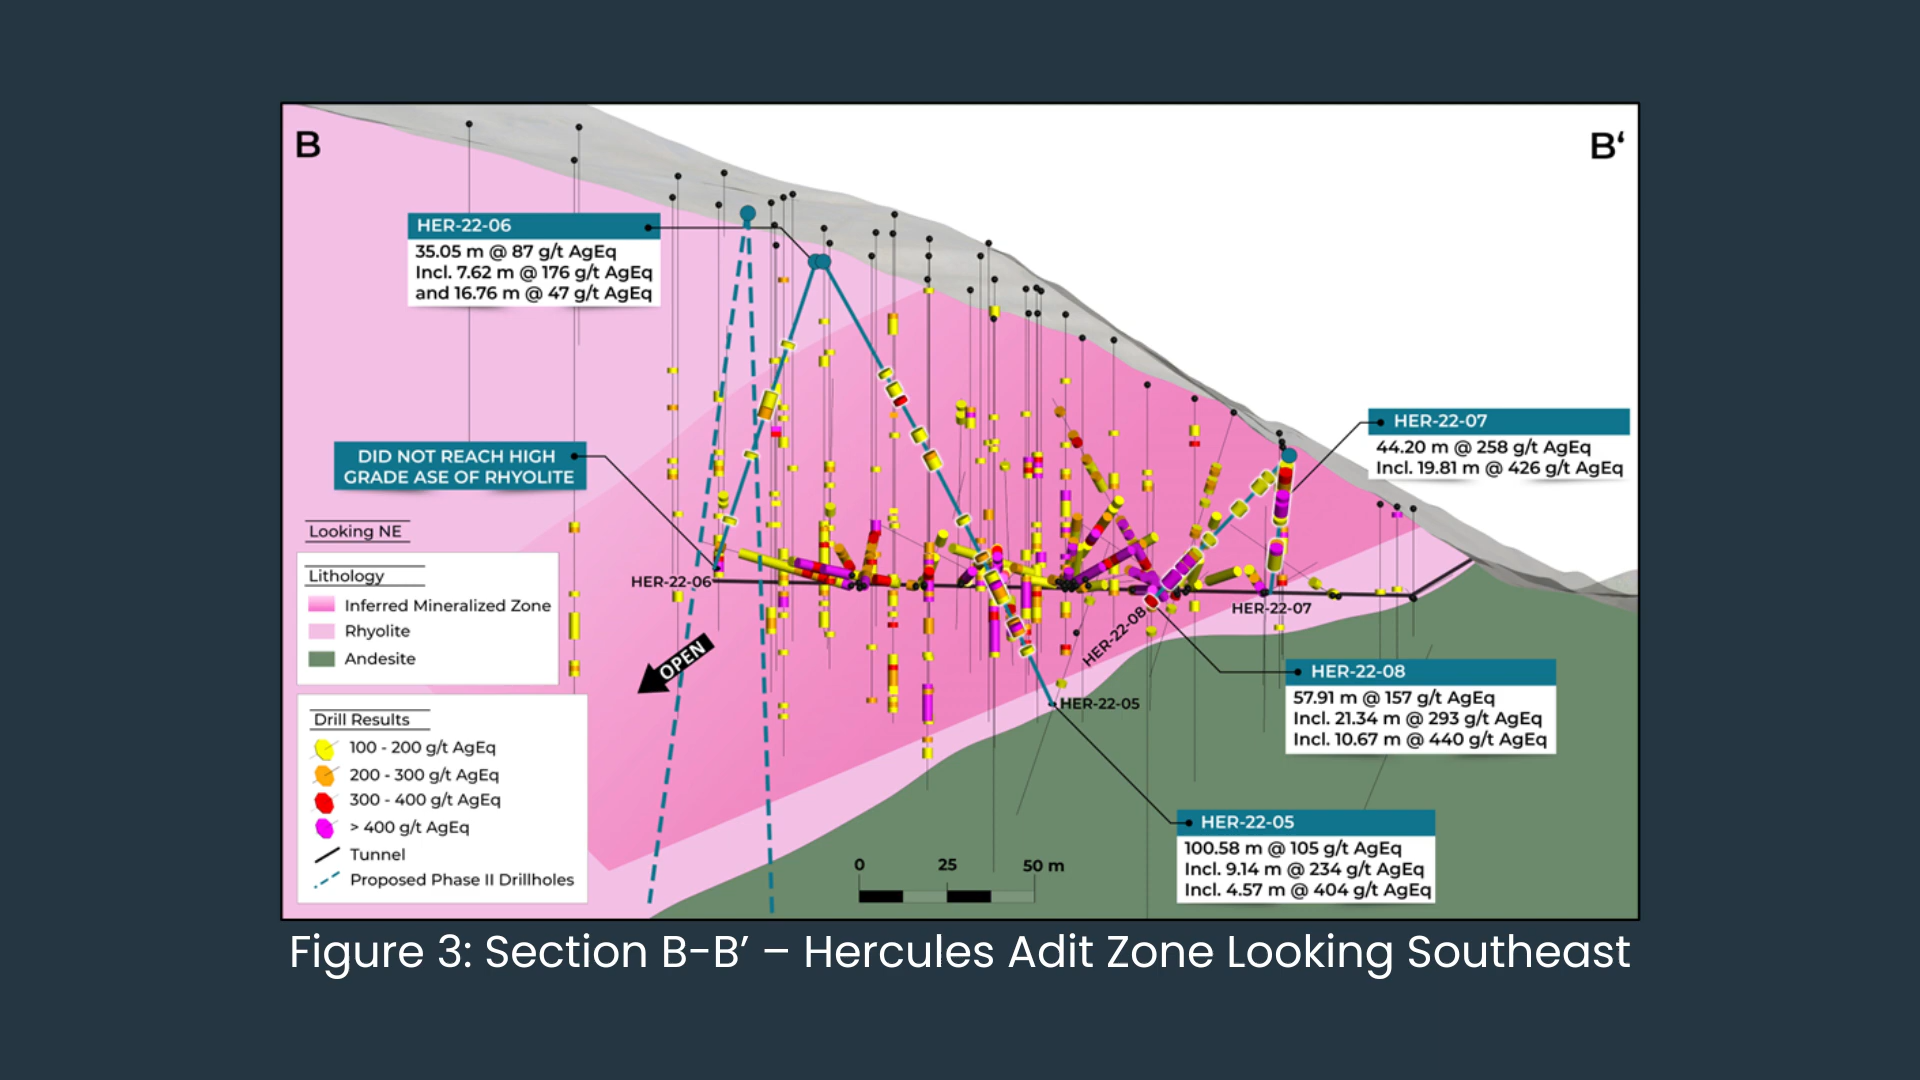 B
B‘
HER-22-06
35.05 m @ 87 g/t AgEq
Incl. 7.62 m @ 176 g/t AgEq
and 16.76 m @ 47 g/t AgEq
HER-22-07
44.20 m @ 258 g/t AgEq
Incl. 19.81 m @ 426 g/t AgEq
DID NOT REACH HIGH
GRADE ASE OF RHYOLITE
Looking NE
Lithology
Inferred Mineralized Zone
Rhyolite
Andesite
HER-22-06
HER-22-07
HER-22-08
OPEN
HER-22-05
HER-22-08
57.91 m @ 157 g/t AgEq
Incl. 21.34 m @ 293 g/t AgEq
Incl. 10.67 m @ 440 g/t AgEq
Drill Results
100 - 200 g/t AgEq
200 - 300 g/t AgEq
300 - 400 g/t AgEq
> 400 g/t AgEq
Tunnel
Proposed Phase II Drillholes
HER-22-05
100.58 m @ 105 g/t AgEq
Incl. 9.14 m @ 234 g/t AgEq
Incl. 4.57 m @ 404 g/t AgEq
0 25 50 m
Figure 3: Section B-B’ – Hercules Adit Zone Looking Southeast